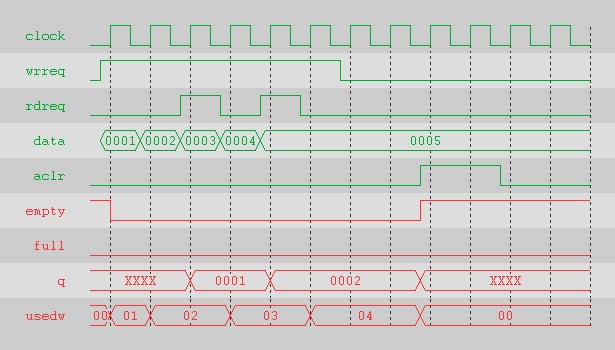 clock
wrreq
rdreq
data 0001 0002 0003 0004 0005
aclr
empty
full
q XXXX 0001 0002 XXXX
usedw 00 01 02 03 04 00